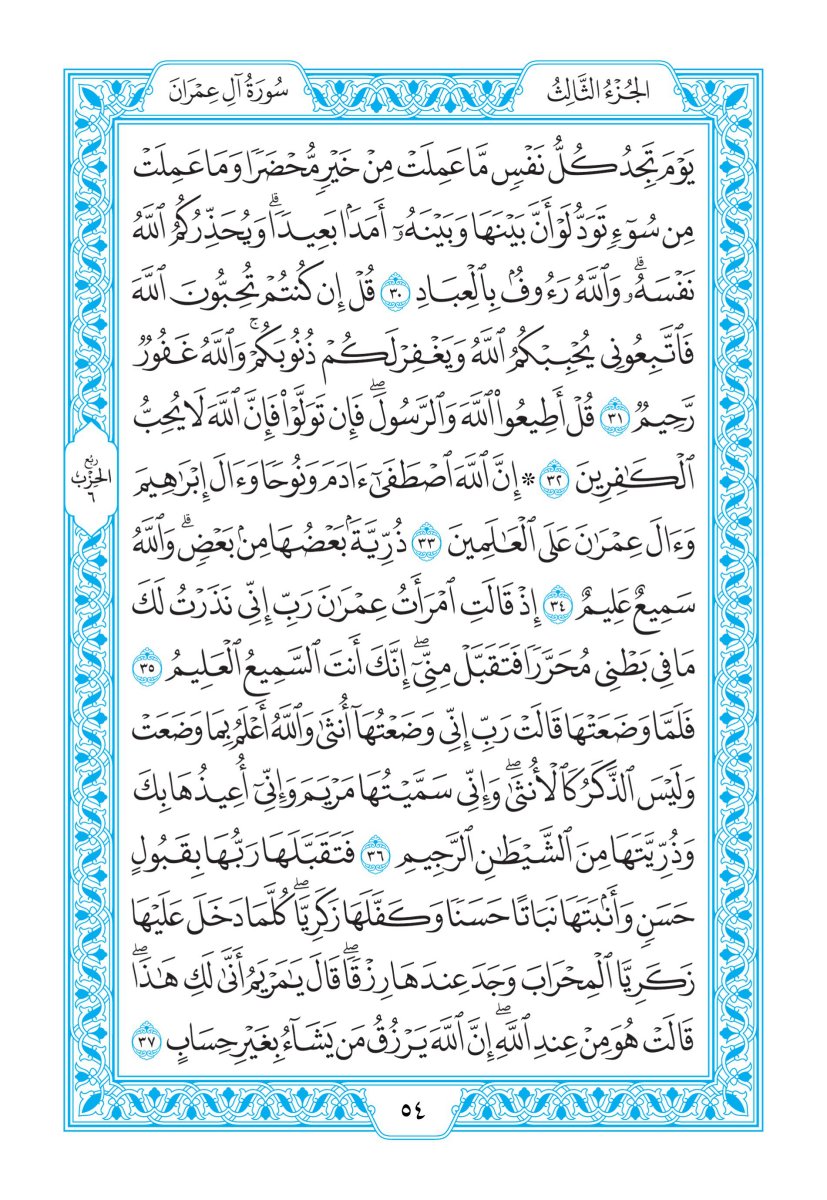 الجُزْءُ الثَّالِثُ
سُورَةُ آلِ عِمْرَانَ
يَوْمَ تَجِدُ كُلُّ نَفْسٖ مَّا عَمِلَتْ مِنْ خَيْرٖ مُّحْضَرٗا وَمَا عَمِلَتْ
مِن سُوٓءٖ تَوَدُّ لَوْ أَنَّ بَيْنَهَا وَبَيْنَهُۥٓ أَمَدَۢا بَعِيدٗاۗ وَيُحَذِّرُكُمُ ٱللَّهُ
نَفْسَهُۥۗ وَٱللَّهُ رَءُوفُۢ بِٱلْعِبَادِ ٣٠ قُلْ إِن كُنتُمْ تُحِبُّونَ ٱللَّهَ
فَٱتَّبِعُونِي يُحْبِبْكُمُ ٱللَّهُ وَيَغْفِرْ لَكُمْ ذُنُوبَكُمْۚ وَٱللَّهُ غَفُورٞ
رَّحِيمٞ ٣١ قُلْ أَطِيعُوا۟ ٱللَّهَ وَٱلرَّسُولَۖ فَإِن تَوَلَّوْا۟ فَإِنَّ ٱللَّهَ لَا يُحِبُّ
ٱلْكَٰفِرِينَ ٣٢ * إِنَّ ٱللَّهَ ٱصْطَفَىٰٓ ءَادَمَ وَنُوحٗا وَءَالَ إِبْرَٰهِيمَ
وَءَالَ عِمْرَٰنَ عَلَى ٱلْعَٰلَمِينَ ٣٣ ذُرِّيَّةَۢ بَعْضُهَا مِنۢ بَعْضٖۗ وَٱللَّهُ
سَمِيعٌ عَلِيمٌ ٣٤ إِذْ قَالَتِ ٱمْرَأَتُ عِمْرَٰنَ رَبِّ إِنِّي نَذَرْتُ لَكَ
مَا فِي بَطْنِي مُحَرَّرٗا فَتَقَبَّلْ مِنِّيٓۖ إِنَّكَ أَنتَ ٱلسَّمِيعُ ٱلْعَلِيمُ ٣٥
فَلَمَّا وَضَعَتْهَا قَالَتْ رَبِّ إِنِّي وَضَعْتُهَآ أُنثَىٰ وَٱللَّهُ أَعْلَمُ بِمَا وَضَعَتْ
وَلَيْسَ ٱلذَّكَرُ كَٱلْأُنثَىٰۖ وَإِنِّي سَمَّيْتُهَا مَرْيَمَ وَإِنِّيٓ أُعِيذُهَا بِكَ
وَذُرِّيَّتَهَا مِنَ ٱلشَّيْطَٰنِ ٱلرَّجِيمِ ٣٦ فَتَقَبَّلَهَا رَبُّهَا بِقَبُولٍ
حَسَنٖ وَأَنۢبَتَهَا نَبَاتًا حَسَنٗا وَكَفَّلَهَا زَكَرِيَّاۖ كُلَّمَا دَخَلَ عَلَيْهَا
زَكَرِيَّا ٱلْمِحْرَابَ وَجَدَ عِندَهَا رِزْقٗاۖ قَالَ يَٰمَرْيَمُ أَنَّىٰ لَكِ هَٰذَاۖ
قَالَتْ هُوَ مِنْ عِندِ ٱللَّهِۖ إِنَّ ٱللَّهَ يَرْزُقُ مَن يَشَآءُ بِغَيْرِ حِسَابٍ ٣٧
رُبُع
الحِزْب
٦
٥٤